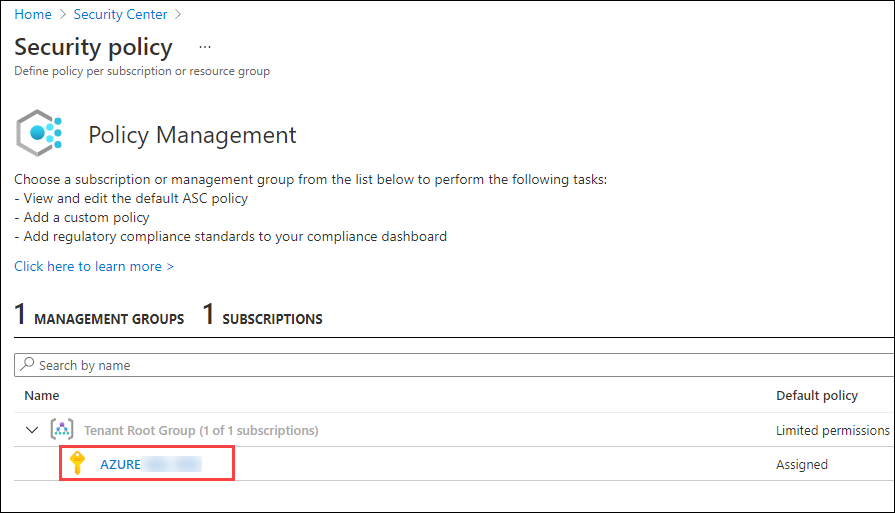 Home > Security Center >
Security policy ...
Define policy per subscription or resource group
Policy Management
Choose a subscription or management group from the list below to perform the following tasks:
- View and edit the default ASC policy
- Add a custom policy
- Add regulatory compliance standards to your compliance dashboard
Click here to learn more >
1 MANAGEMENT GROUPS 1 SUBSCRIPTIONS
Search by name
Name Default policy
Tenant Root Group (1 of 1 subscriptions) Limited permissions
AZURE Assigned